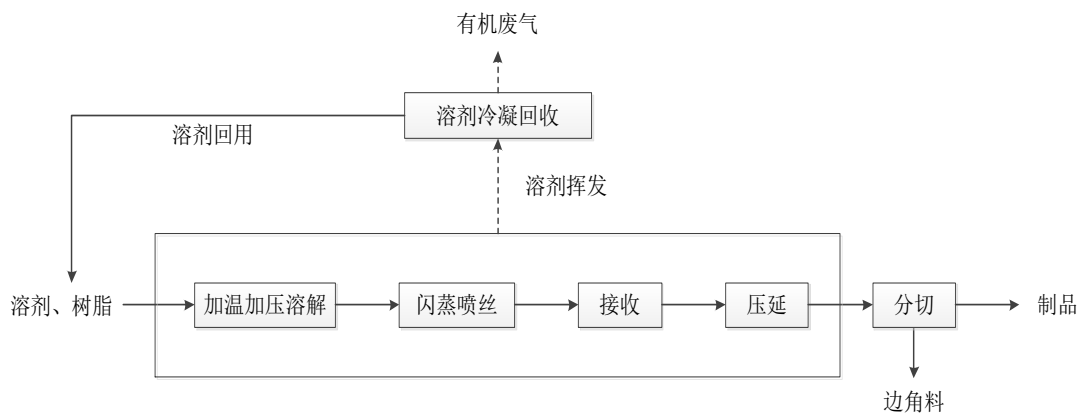 有机废气
溶剂冷凝回收
溶剂回用
溶剂挥发
溶剂、树脂
加温加压溶解
闪蒸喷丝
接收
压延
分切
制品
边角料